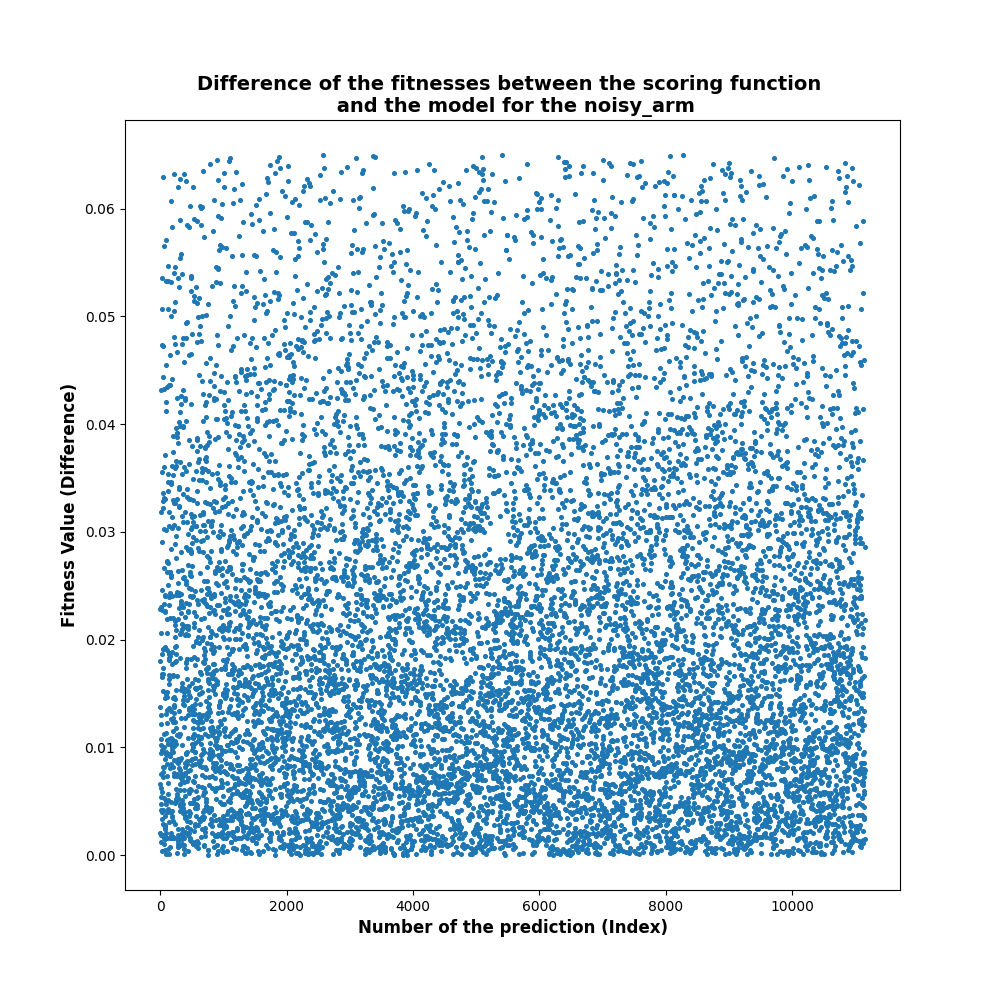 Difference of the fitnesses between the scoring function
and the model for the noisy_arm
0.06
0.05
0.04
0.03
0.02
0.01
0.00
Fitness Value (Difference)
0 2000 4000 6000 8000 10000
Number of the prediction (Index)